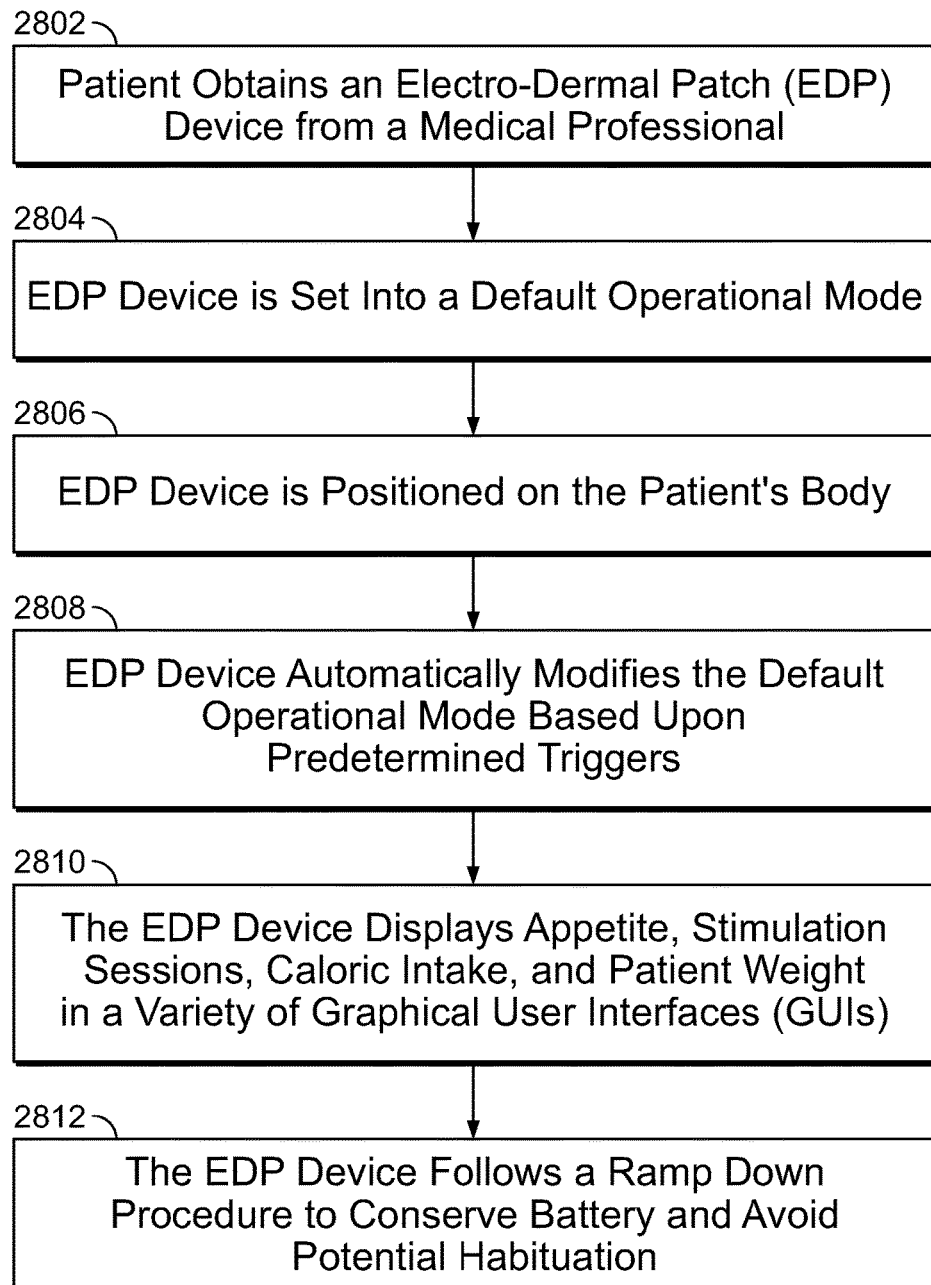 2802
Patient Obtains an Electro-Dermal Patch (EDP)
Device from a Medical Professional
2804
EDP Device is Set Into a Default Operational Mode
2806
EDP Device is Positioned on the Patient's Body
2808
EDP Device Automatically Modifies the Default
Operational Mode Based Upon
Predetermined Triggers
2810
The EDP Device Displays Appetite, Stimulation
Sessions, Caloric Intake, and Patient Weight
in a Variety of Graphical User Interfaces (GUIs)
2812
The EDP Device Follows a Ramp Down
Procedure to Conserve Battery and Avoid
Potential Habituation